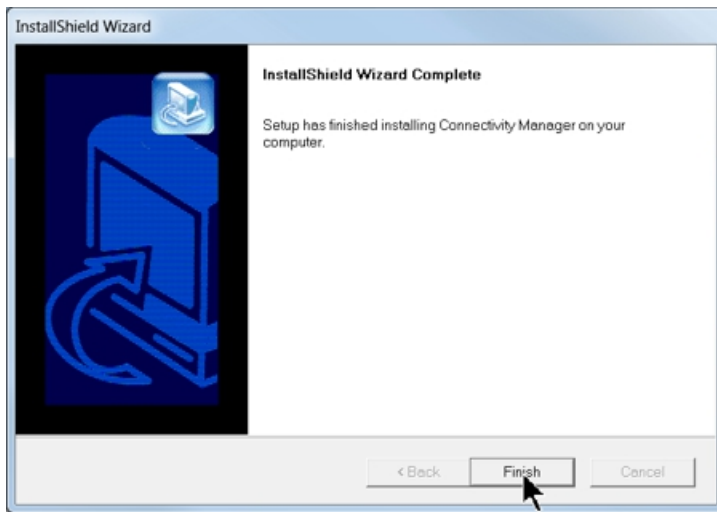 InstallShield Wizard
InstallShield Wizard Complete
Setup has finished installing Connectivity Manager on your
computer.
< Back
Finish
Cancel